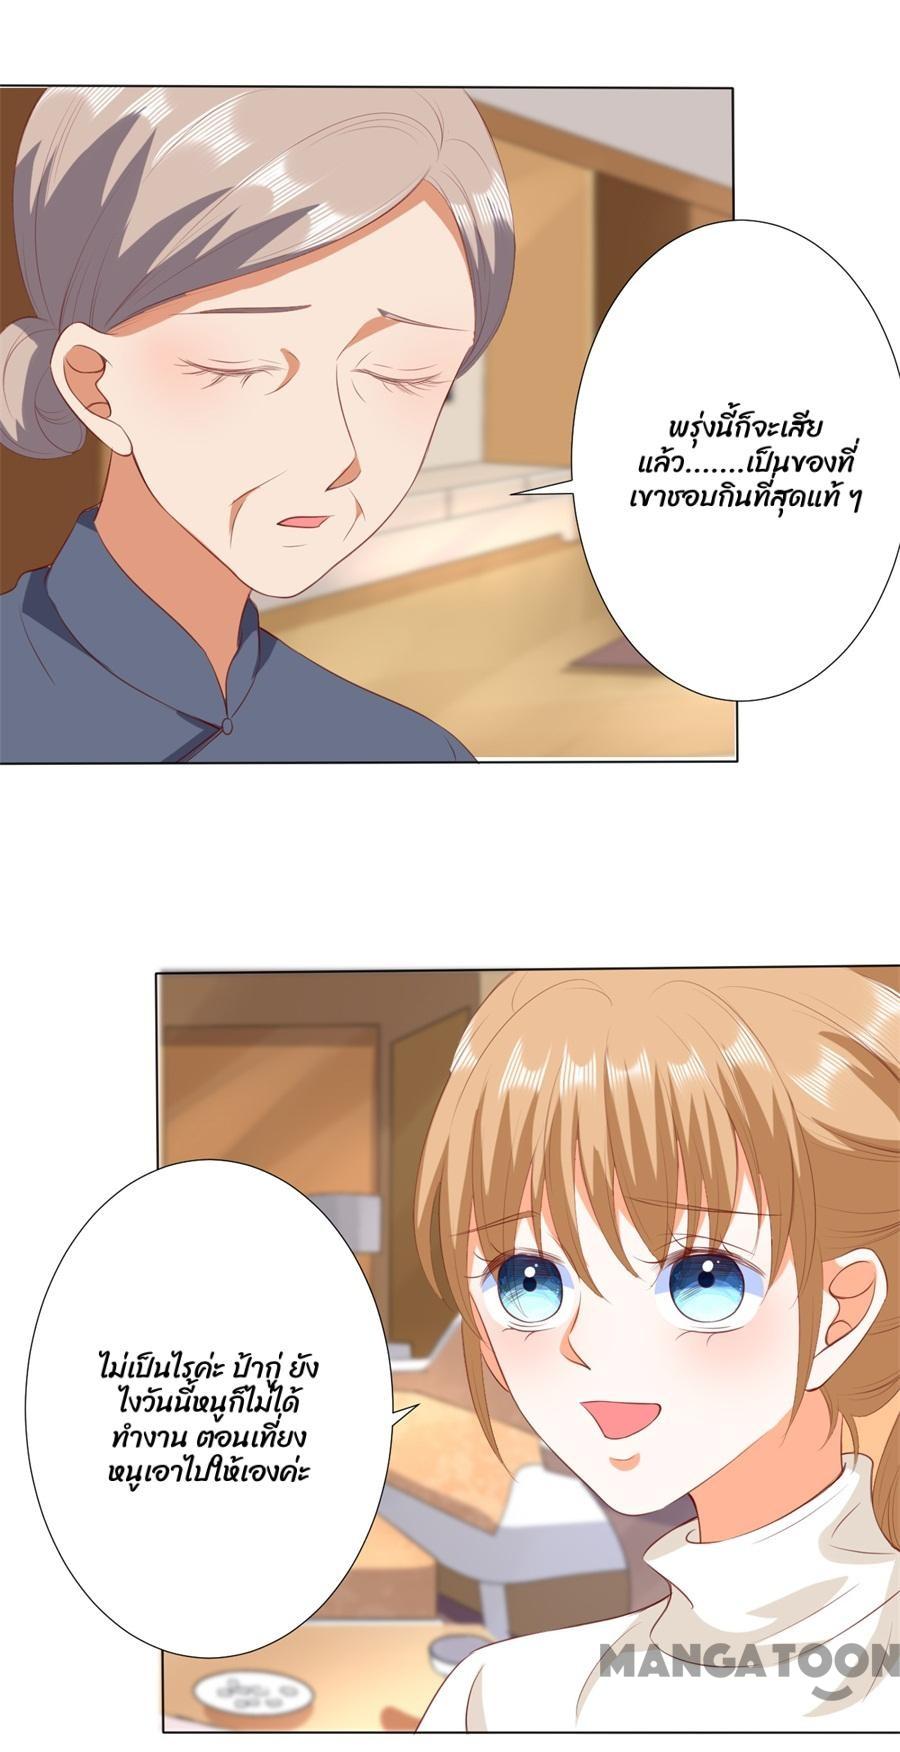 พรุ่งนี้ก็จะเสีย
แล้ว.......เป็นของที่
เขาชอบกินที่สุดแท้ ๆ
ไม่เป็นไรค่ะ ป้ากู่ ยัง
ไงวันนี้หนูก็ไม่ได้
ทำงาน ตอนเที่ยง
หนูเอาไปให้เองค่ะ
MANGATOON